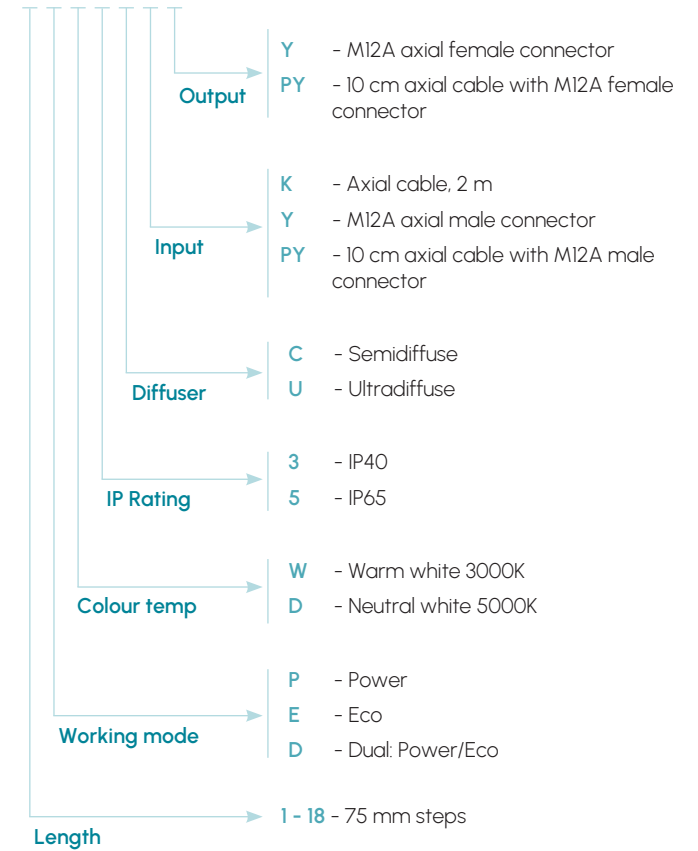 Y - M12A axial female connector
PY - 10 cm axial cable with M12A female
connector
Output
K - Axial cable, 2 m
Y - M12A axial male connector
PY - 10 cm axial cable with M12A male
connector
Input
C - Semidiffuse
U - Ultradiffuse
Diffuser
3 - IP40
5 - IP65
IP Rating
W - Warm white 3000K
D - Neutral white 5000K
Colour temp
P - Power
E - Eco
D - Dual: Power/Eco
Working mode
1 - 18 - 75 mm steps
Length